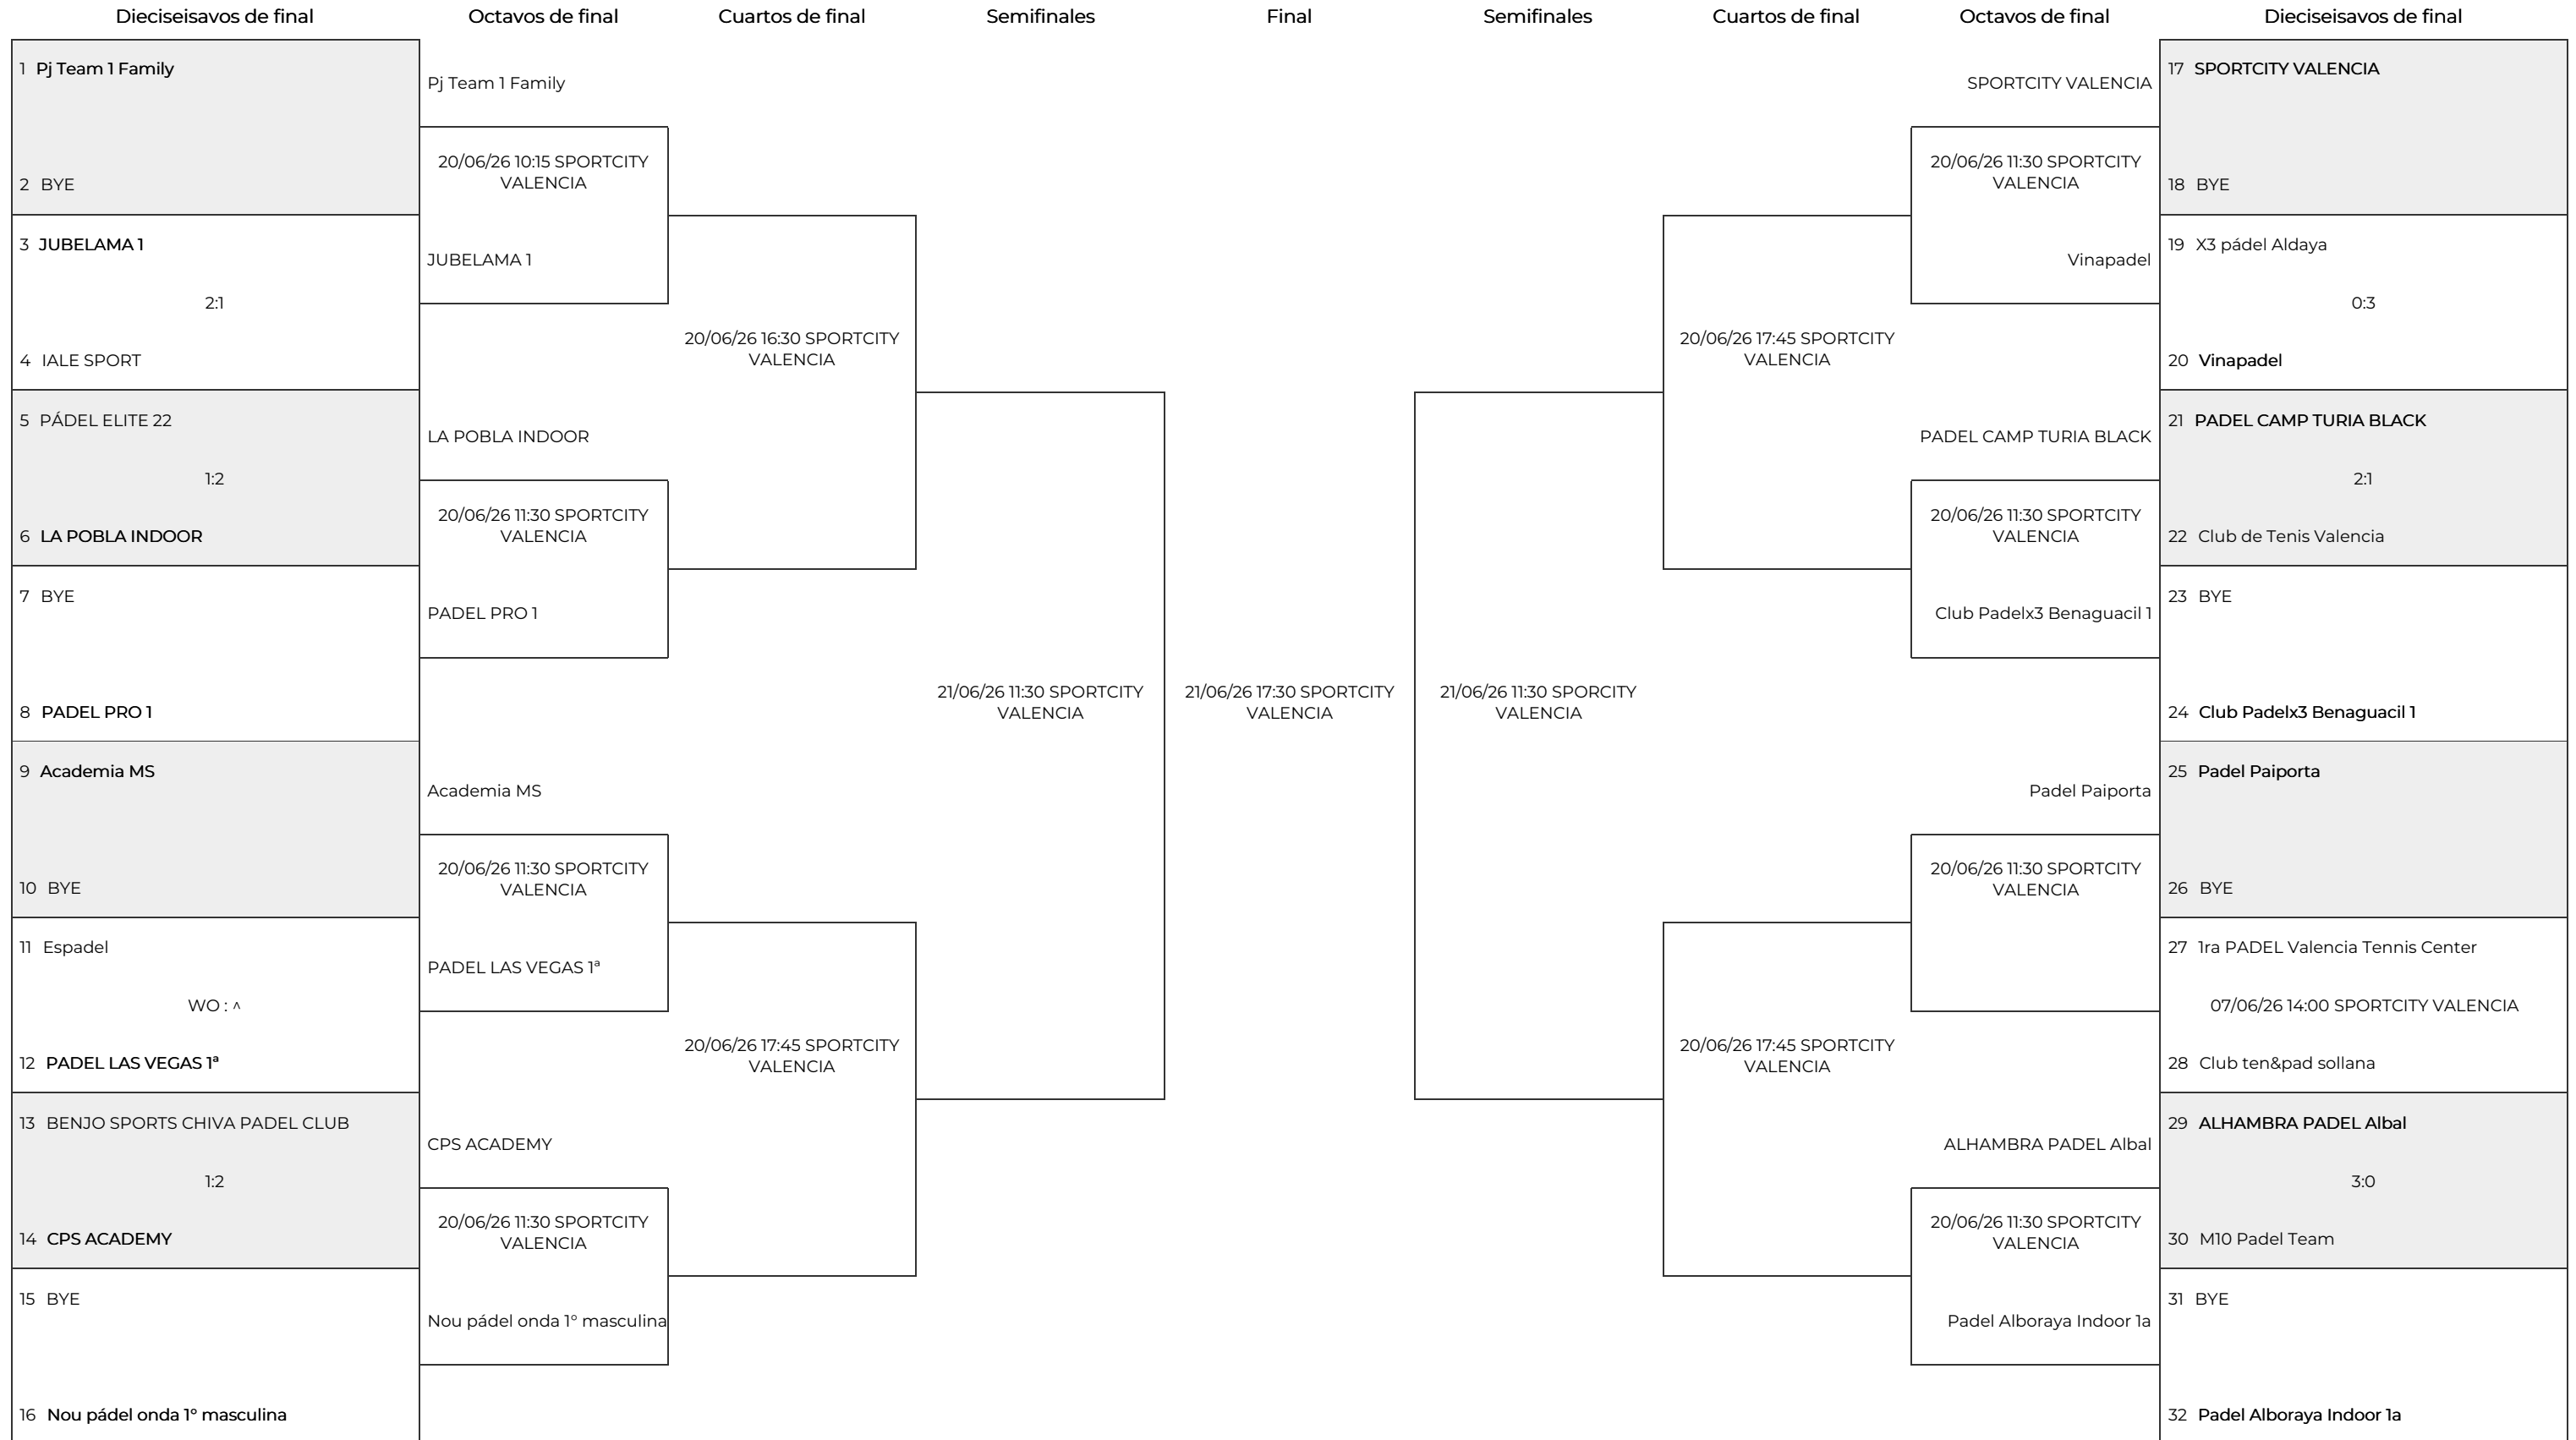 Dieciseisavos de final
Octavos de final
Cuartos de final
Semifinales
Final
Semifinales
Cuartos de final
Octavos de final
Dieciseisavos de final
1 Pj Team 1 Family
2 BYE
3 JUBELAMA 1
2:1
4 IALE SPORT
5 PÁDEL ELITE 22
1:2
6 LA POBLA INDOOR
7 BYE
8 PADEL PRO 1
9 Academia MS
10 BYE
11 Espadel
WO : ^
12 PADEL LAS VEGAS 1ª
13 BENJO SPORTS CHIVA PADEL CLUB
1:2
14 CPS ACADEMY
15 BYE
16 Nou pádel onda 1º masculina
Pj Team 1 Family
20/06/26 10:15 SPORTCITY
VALENCIA
JUBELAMA 1
LA POBLA INDOOR
20/06/26 11:30 SPORTCITY
VALENCIA
PADEL PRO 1
Academia MS
20/06/26 11:30 SPORTCITY
VALENCIA
PADEL LAS VEGAS 1ª
CPS ACADEMY
20/06/26 11:30 SPORTCITY
VALENCIA
Nou pádel onda 1º masculina
20/06/26 16:30 SPORTCITY
VALENCIA
20/06/26 17:45 SPORTCITY
VALENCIA
21/06/26 11:30 SPORTCITY
VALENCIA
21/06/26 17:30 SPORTCITY
VALENCIA
21/06/26 11:30 SPORCITY
VALENCIA
20/06/26 17:45 SPORTCITY
VALENCIA
20/06/26 17:45 SPORTCITY
VALENCIA
SPORTCITY VALENCIA
20/06/26 11:30 SPORTCITY
VALENCIA
Vinapadel
PADEL CAMP TURIA BLACK
20/06/26 11:30 SPORTCITY
VALENCIA
Club Padelx3 Benaguacil 1
Padel Paiporta
20/06/26 11:30 SPORTCITY
VALENCIA
ALHAMBRA PADEL Albal
20/06/26 11:30 SPORTCITY
VALENCIA
Padel Alboraya Indoor 1a
17 SPORTCITY VALENCIA
18 BYE
19 X3 pádel Aldaya
0:3
20 Vinapadel
21 PADEL CAMP TURIA BLACK
2:1
22 Club de Tenis Valencia
23 BYE
24 Club Padelx3 Benaguacil 1
25 Padel Paiporta
26 BYE
27 1ra PADEL Valencia Tennis Center
07/06/26 14:00 SPORTCITY VALENCIA
28 Club ten&pad sollana
29 ALHAMBRA PADEL Albal
3:0
30 M10 Padel Team
31 BYE
32 Padel Alboraya Indoor 1a